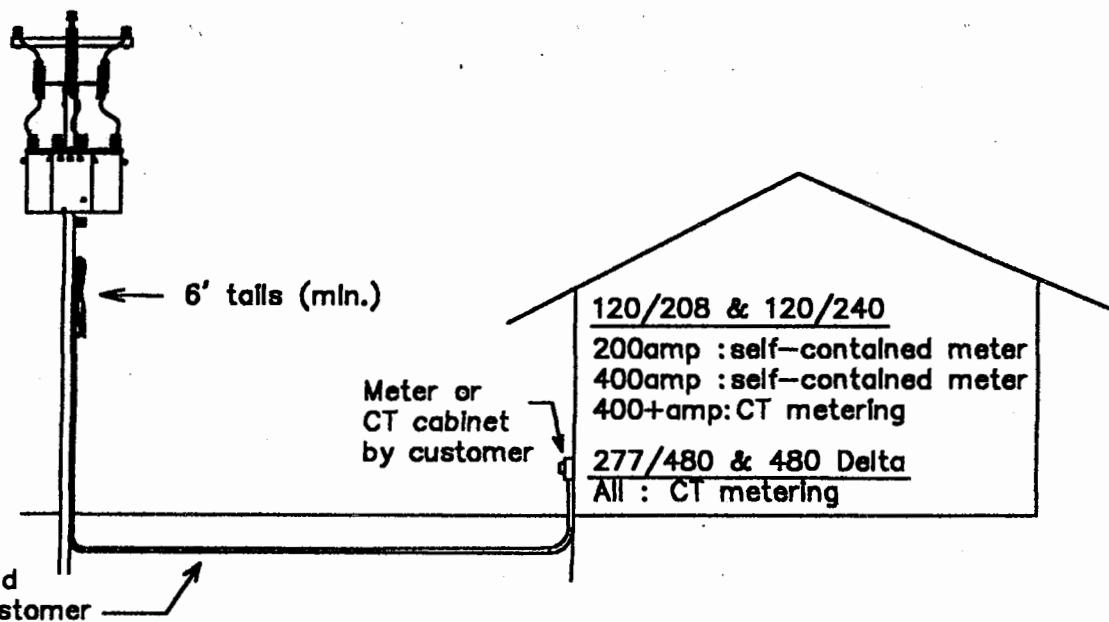 6' tails (min.)
120/208 & 120/240
200amp :self-contained meter
400amp :self-contained meter
400+amp: CT metering
Meter or
CT cabinet
by customer
277/480 & 480 Delta
All : CT metering